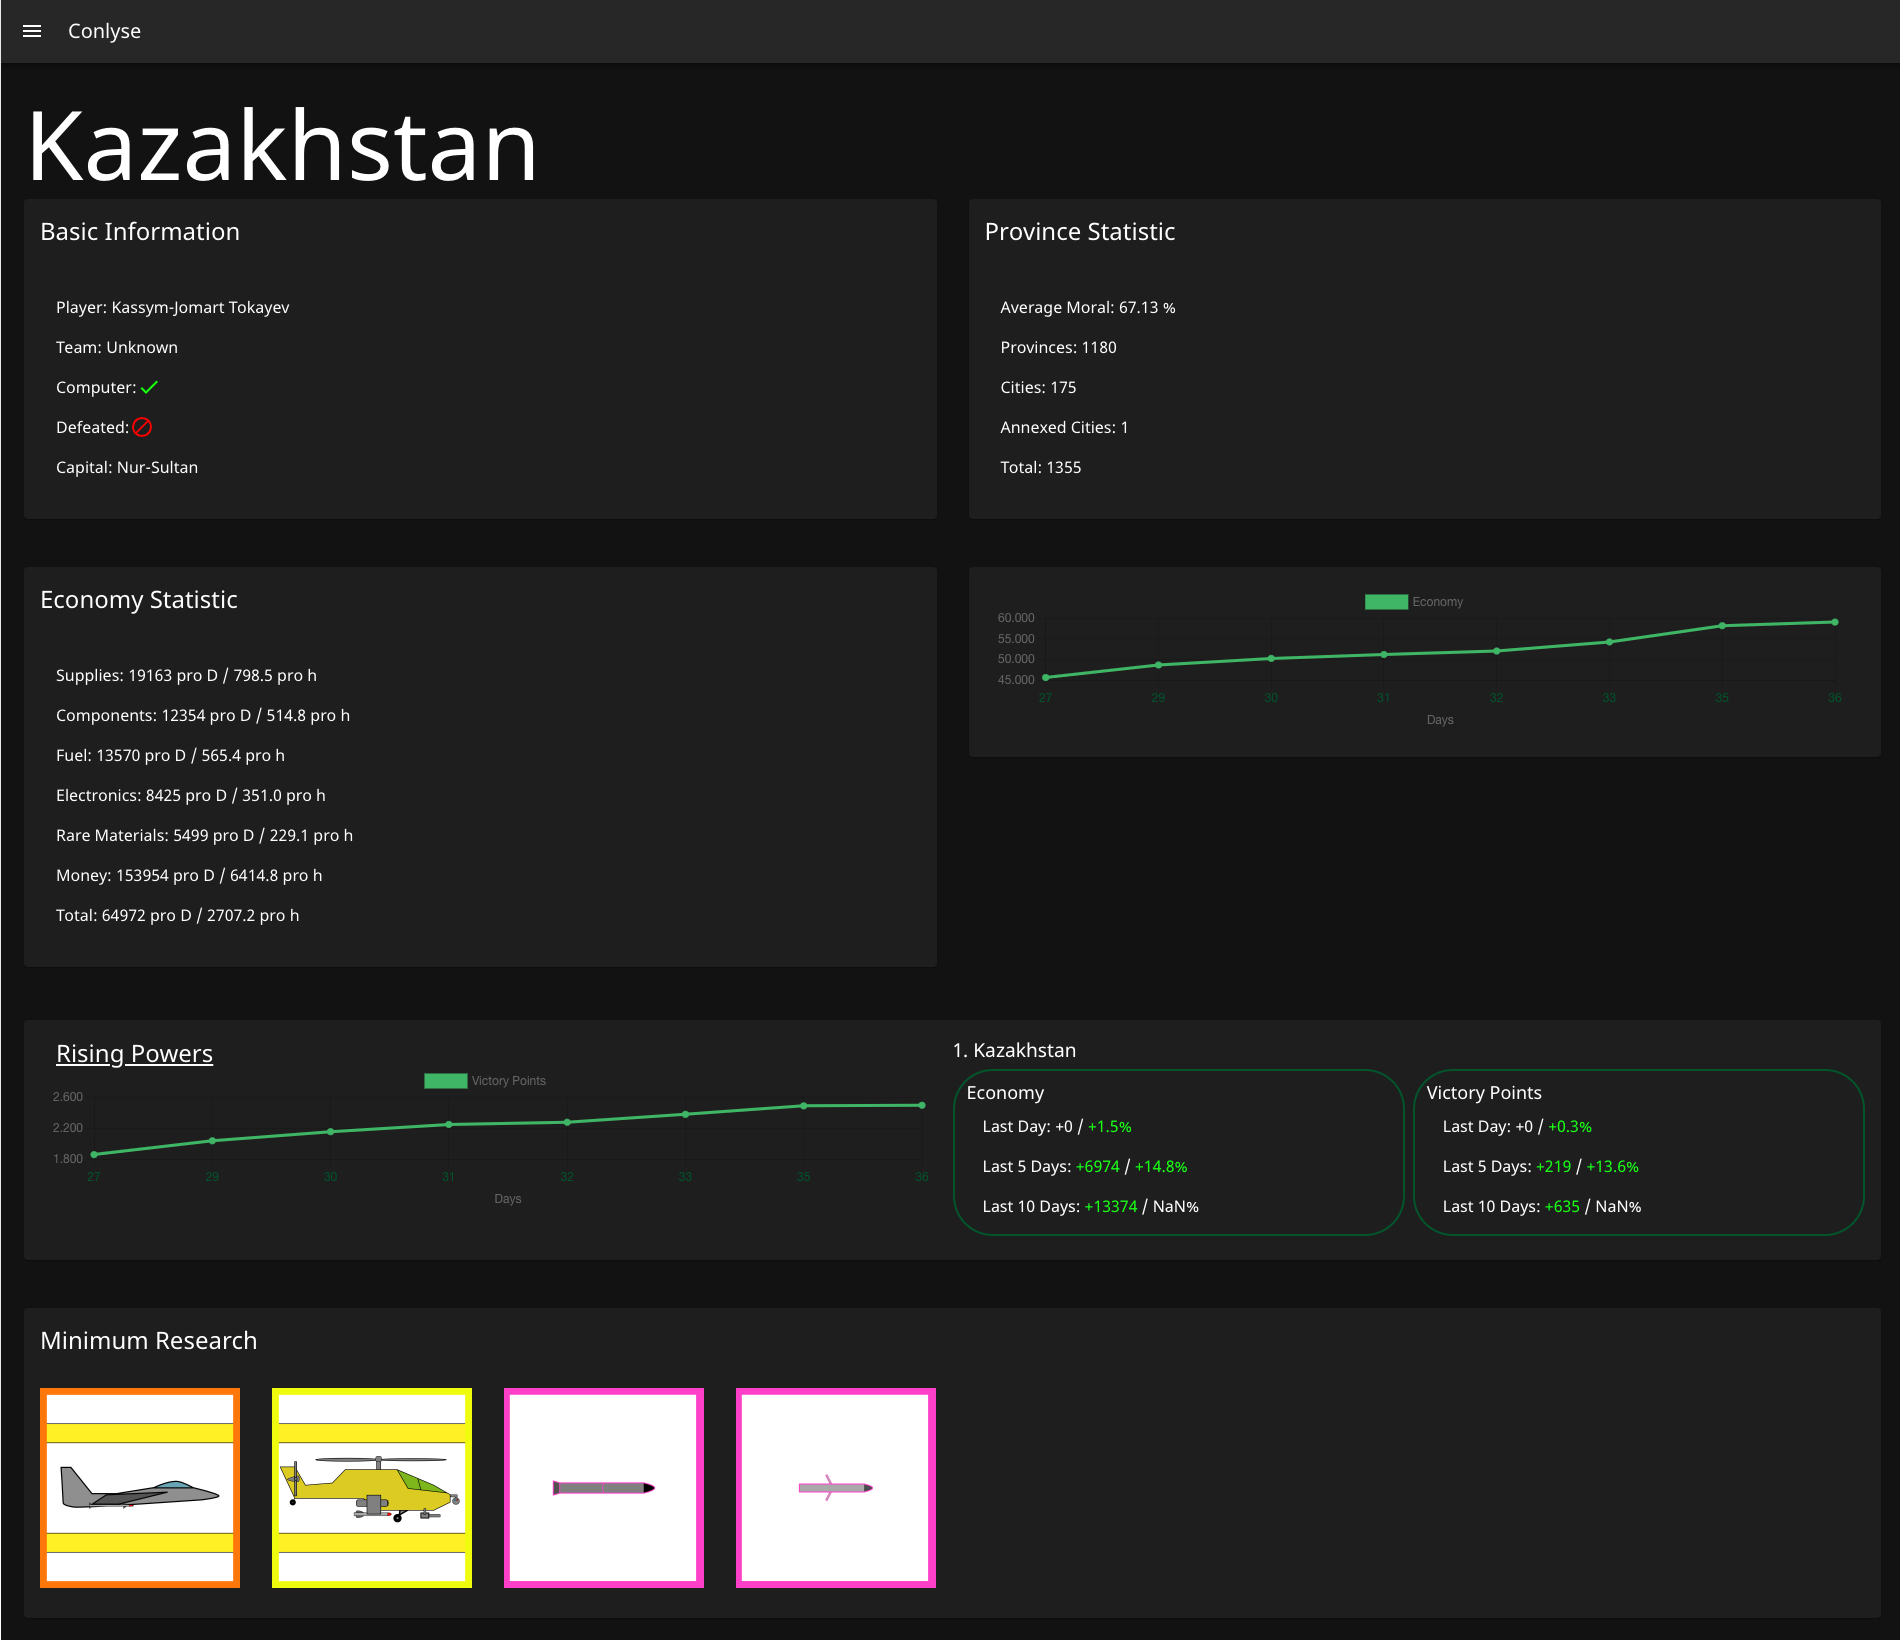 Conlyse
Kazakhstan
Basic Information
Player: Kassym-Jomart Tokayev
Team: Unknown
Computer:
Defeated:
Capital: Nur-Sultan
Province Statistic
Average Moral: 67.13 %
Provinces: 1180
Cities: 175
Annexed Cities: 1
Total: 1355
Economy Statistic
Supplies: 19163 pro D / 798.5 pro h
Components: 12354 pro D / 514.8 pro h
Fuel: 13570 pro D / 565.4 pro h
Electronics: 8425 pro D / 351.0 pro h
Rare Materials: 5499 pro D / 229.1 pro h
Money: 153954 pro D / 6414.8 pro h
Total: 64972 pro D / 2707.2 pro h
Economy
60.000
55.000
50.000
45.000
27 29 30 31 32 33 35 36
Days
Rising Powers
Victory Points
2.600
2.200
1.800
27 29 30 31 32 33 35 36
Days
1. Kazakhstan
Economy
Last Day: +0 / +1.5%
Last 5 Days: +6974 / +14.8%
Last 10 Days: +13374 / NaN%
Victory Points
Last Day: +0 / +0.3%
Last 5 Days: +219 / +13.6%
Last 10 Days: +635 / NaN%
Minimum Research